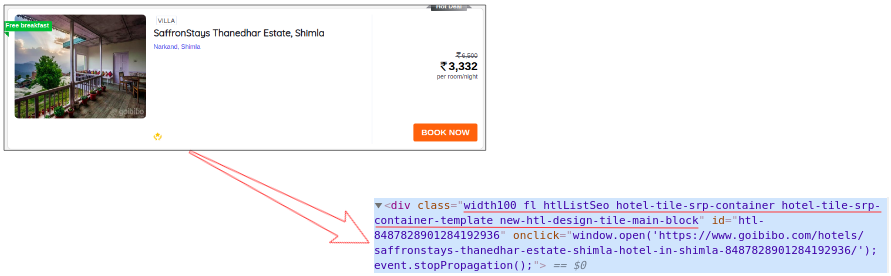 Hot Deal
Free breakfast
VILLA
SaffronStays Thanedhar Estate, Shimla
Narkand, Shimla
₹6,500
₹3,332
per room/night
goibibo
BOOK NOW
▼<div class="width100 fl htlListSeo hotel-tile-srp-container hotel-tile-srp-
container-template new-htl-design-tile-main-block" id="htl-
8487828901284192936" onclick="window.open('https://www.goibibo.com/hotels/
saffronstays-thanedhar-estate-shimla-hotel-in-shimla-8487828901284192936/');
event.stopPropagation();"> == $0